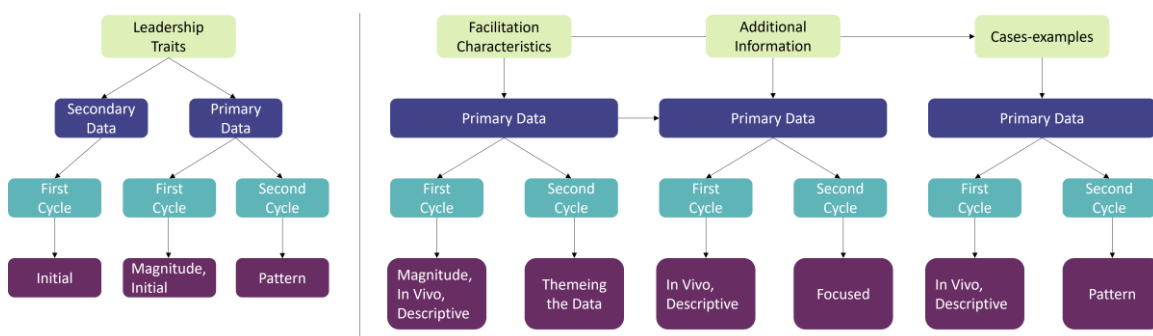 Leadership
Traits
Facilitation
Characteristics
Additional
Information
Cases-examples
Secondary
Data
Primary
Data
Primary Data
Primary Data
Primary Data
First
Cycle
First
Cycle
Second
Cycle
First
Cycle
Second
Cycle
First
Cycle
Second
Cycle
First
Cycle
Second
Cycle
Initial
Magnitude,
Initial
Pattern
Magnitude,
In Vivo,
Descriptive
Themeing
the Data
In Vivo,
Descriptive
Focused
In Vivo,
Descriptive
Pattern